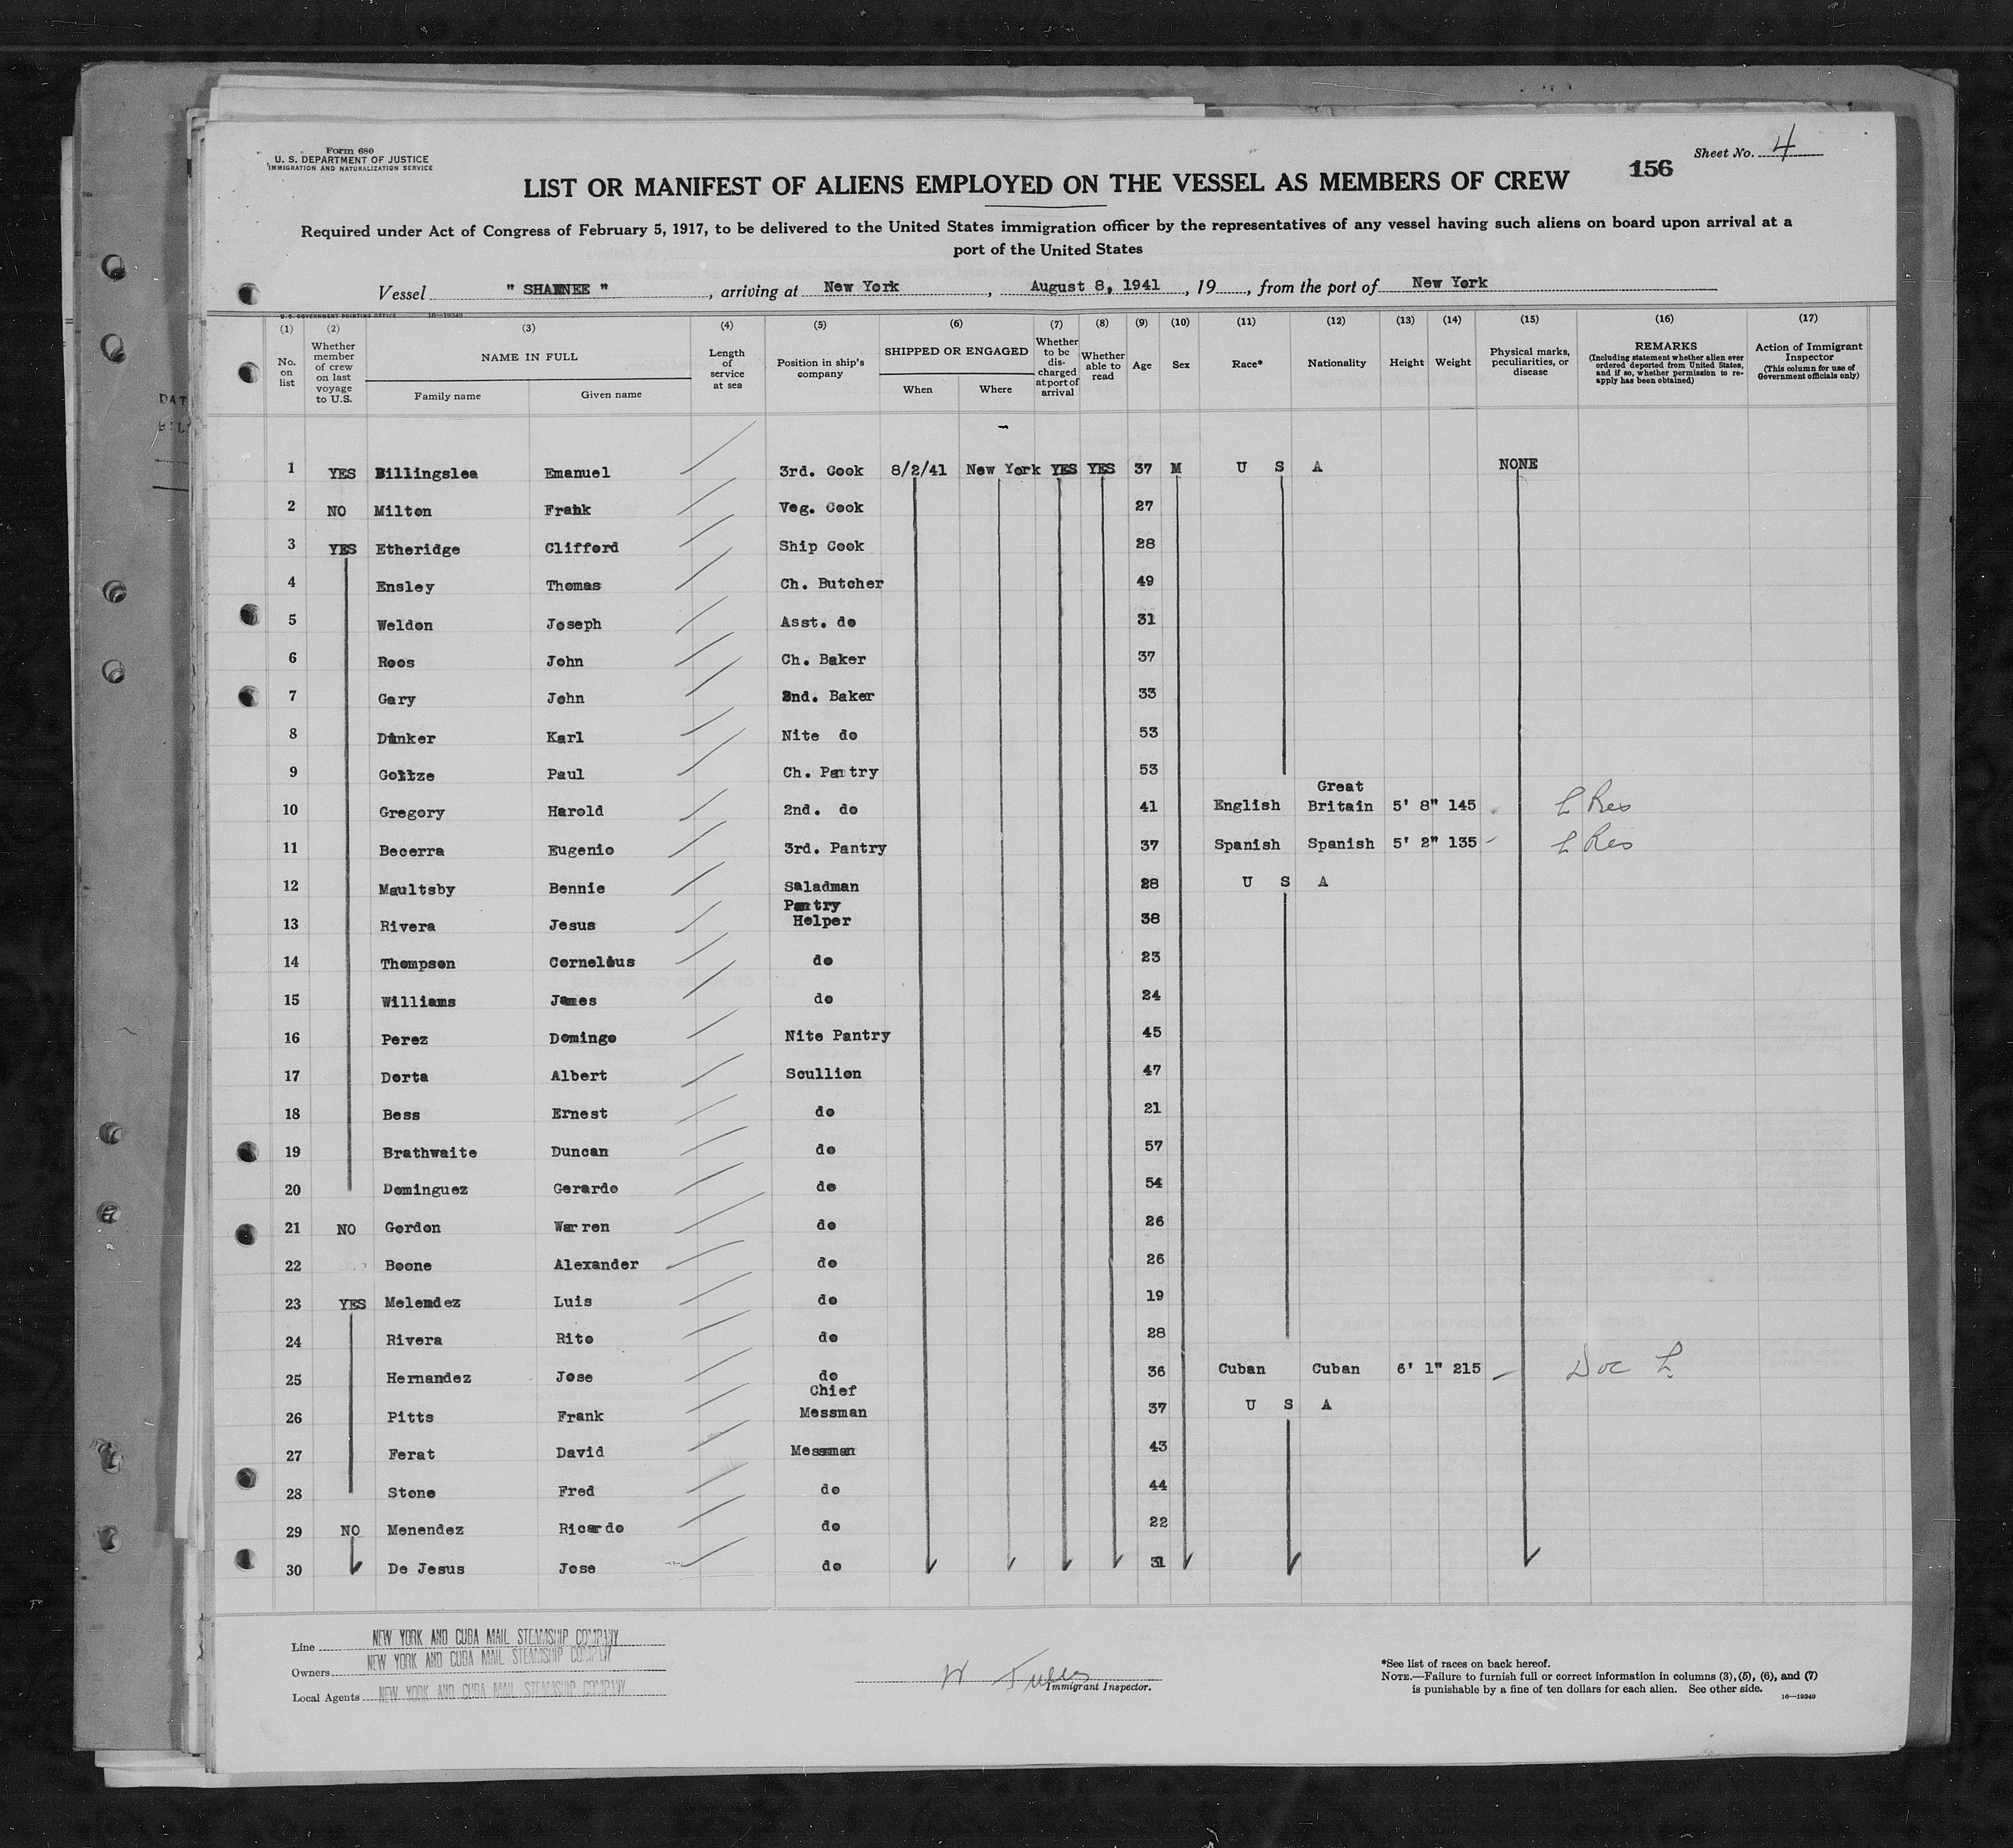 Form 680
U. S. DEPARTMENT OF JUSTICE
IMMIGRATION AND NATURALIZATION SERVICE
Sheet No. 4
156
LIST OR MANIFEST OF ALIENS EMPLOYED ON THE VESSEL AS MEMBERS OF CREW
Required under Act of Congress of February 5, 1917, to be delivered to the United States immigration officer by the representatives of any vessel having such aliens on board upon arrival at a
port of the United States
Vessel " SHAWNEE ", arriving at New York, August 8, 1941, 19, from the port of New York
U. S. GOVERNMENT PRINTING OFFICE 16—19349
(1) (2) (3) (4) (5) (6) (7) (8) (9) (10) (11) (12) (13) (14) (15) (16) (17)
No. on list
Whether member of crew on last voyage to U.S.
NAME IN FULL
Family name
Given name
Length of service at sea
Position in ship's company
SHIPPED OR ENGAGED
When
Where
Whether to be discharged at port of arrival
Whether able to read
Age
Sex
Race*
Nationality
Height
Weight
Physical marks, peculiarities, or disease
REMARKS
(Including statement whether alien ever ordered deported from United States, and if so, whether permission to reapply has been obtained)
Action of Immigrant Inspector
(This column for use of Government officials only)
1 YES Billingslea Emanuel 3rd. Cook 8/2/41 New York YES YES 37 M U S A NONE
2 NO Milton Frank Veg. Cook 27
3 YES Etheridge Clifford Ship Cook 28
4 Ensley Thomas Ch. Butcher 49
5 Weldon Joseph Asst. do 31
6 Roos John Ch. Baker 37
7 Gary John 2nd. Baker 33
8 Dinker Karl Nite do 53
9 Goltze Paul Ch. Pantry 53
10 Gregory Harold 2nd. do 41 English Great Britain 5' 8" 145 L Res
11 Becerra Eugenio 3rd. Pantry 37 Spanish Spanish 5' 2" 135 L Res
12 Maultsby Bennie Saladman 28 U S A
13 Rivera Jesus Pantry Helper 38
14 Thompson Cornelius do 23
15 Williams James do 24
16 Perez Domingo Nite Pantry 45
17 Dorta Albert Scullion 47
18 Bess Ernest do 21
19 Brathwaite Duncan do 57
20 Dominguez Gerardo do 54
21 NO Gordon Warren do 26
22 Boone Alexander do 26
23 YES Melendez Luis do 19
24 Rivera Rito do 28
25 Hernandez Jose do 36 Cuban Cuban 6' 1" 215 Doc L
26 Pitts Frank Chief Messman 37 U S A
27 Ferat David Messman 43
28 Stone Fred do 44
29 NO Menendez Ricardo do 22
30 De Jesus Jose do 31
Line NEW YORK AND CUBA MAIL STEAMSHIP COMPANY
Owners NEW YORK AND CUBA MAIL STEAMSHIP COMPANY
Local Agents NEW YORK AND CUBA MAIL STEAMSHIP COMPANY
Immigrant Inspector.
*See list of races on back hereof.
NOTE.—Failure to furnish full or correct information in columns (3), (5), (6), and (7)
is punishable by a fine of ten dollars for each alien. See other side.
16—19349